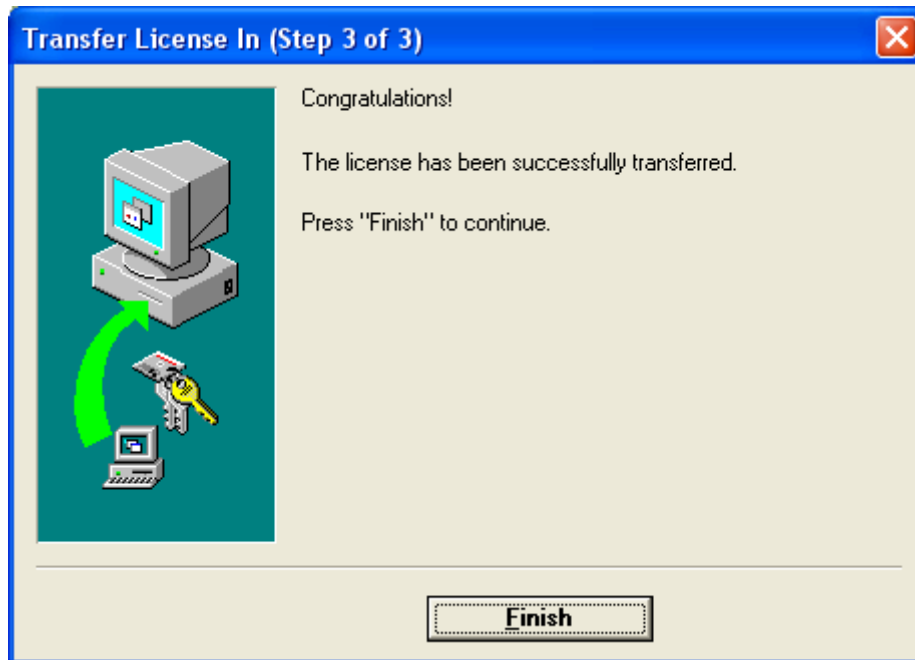 Transfer License In (Step 3 of 3)
Congratulations!
The license has been successfully transferred.
Press "Finish" to continue.
Finish